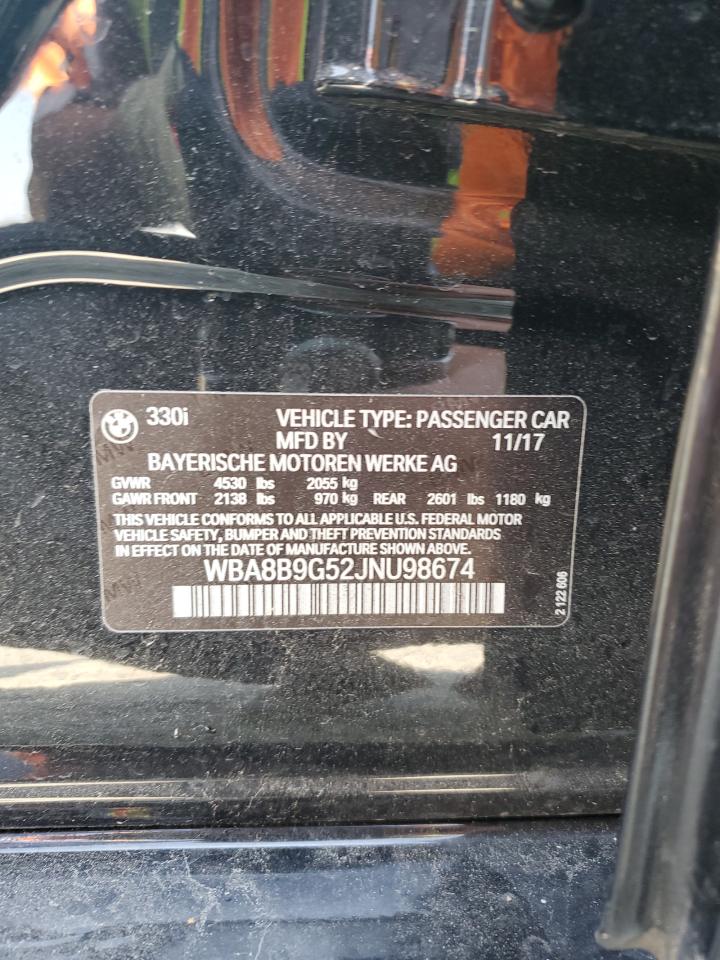 330i VEHICLE TYPE: PASSENGER CAR
MFD BY 11/17
BAYERISCHE MOTOREN WERKE AG
GVWR 4530 lbs 2055 kg
GAWR FRONT 2138 lbs 970 kg REAR 2601 lbs 1180 kg
THIS VEHICLE CONFORMS TO ALL APPLICABLE U.S. FEDERAL MOTOR
VEHICLE SAFETY, BUMPER AND THEFT PREVENTION STANDARDS
IN EFFECT ON THE DATE OF MANUFACTURE SHOWN ABOVE.
WBA8B9G52JNU98674
2 122 606